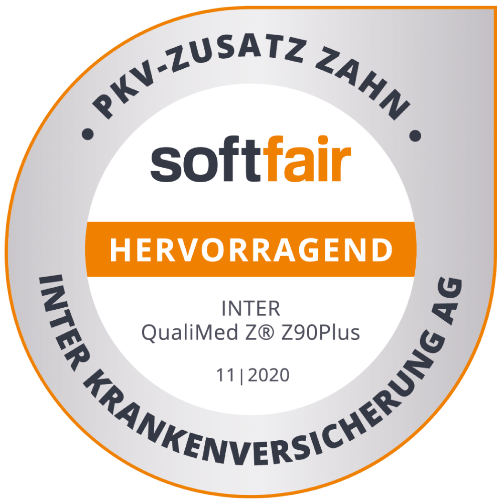 • PKV-ZUSATZ ZAHN •
softfair
HERVORRAGEND
INTER
QualiMed Z® Z90Plus
11|2020
INTER KRANKENVERSICHERUNG AG